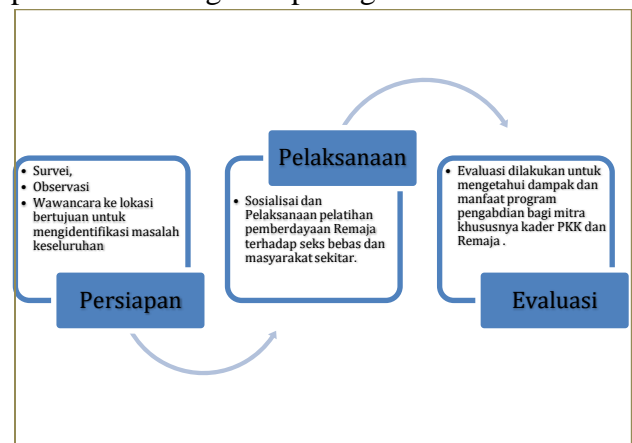 • Survei,
• Observasi
• Wawancara ke lokasi
bertujuan untuk
mengidentifikasi masalah
keseluruhan
Persiapan
Pelaksanaan
• Sosialisai dan
Pelaksanaan pelatihan
pemberdayaan Remaja
terhadap seks bebas dan
masyarakat sekitar.
• Evaluasi dilakukan untuk
mengetahui dampak dan
manfaat program
pengabdian bagi mitra
khususnya kader PKK dan
Remaja .
Evaluasi